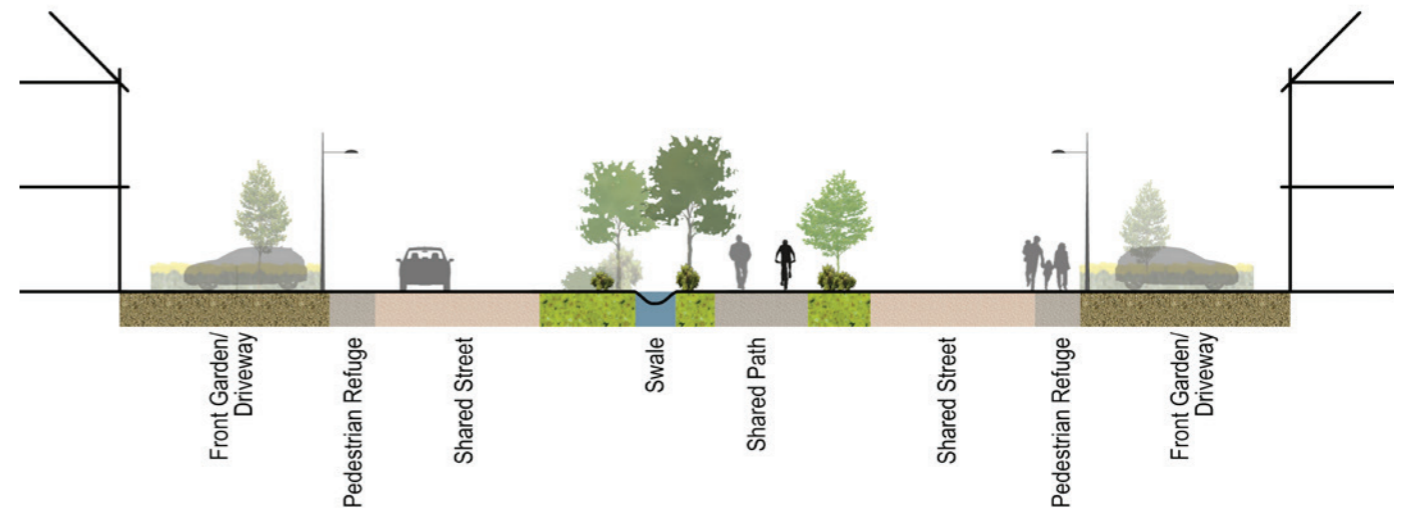 Front Garden/
Driveway
Pedestrian Refuge
Shared Street
Swale
Shared Path
Shared Street
Pedestrian Refuge
Front Garden/
Driveway